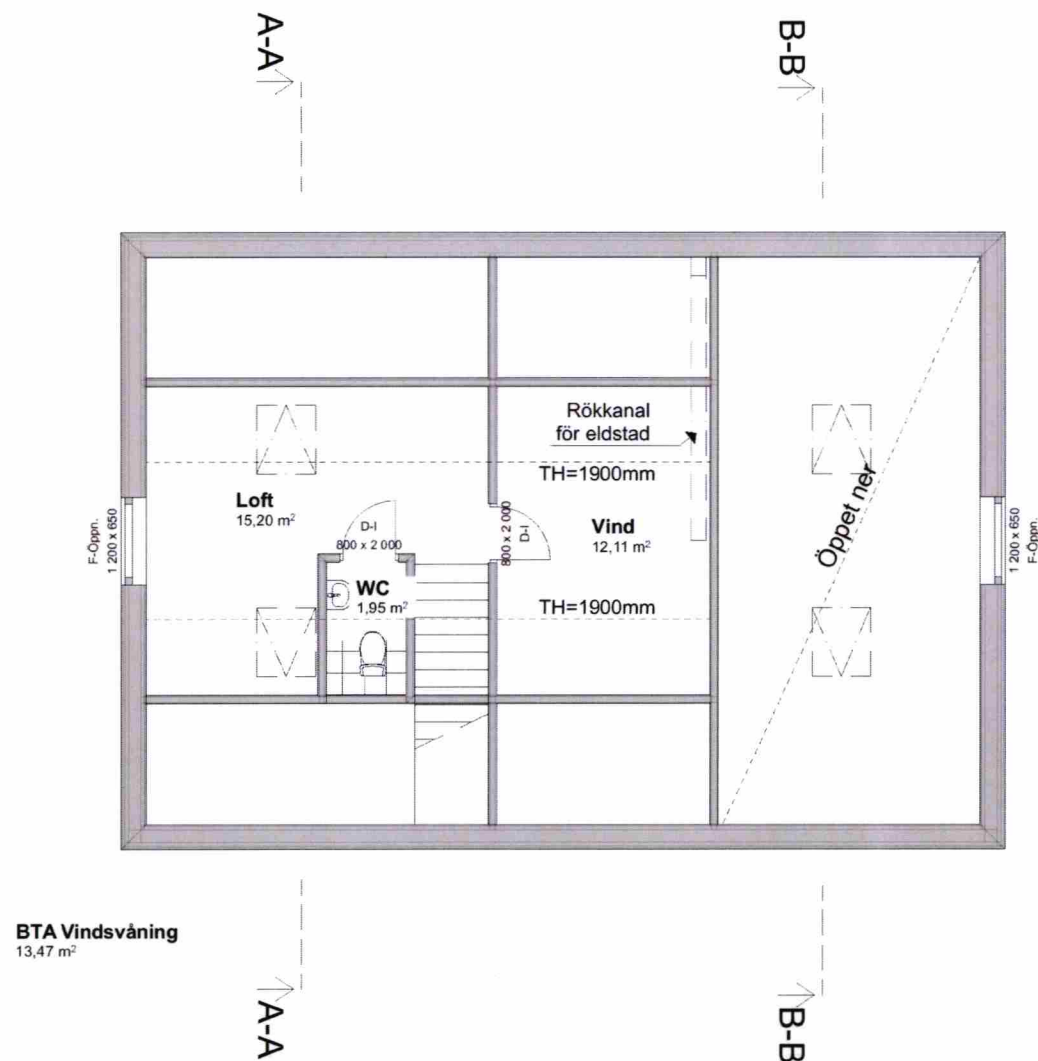 A-A
B-B
Rökkanal
för eldstad
TH=1900mm
Loft
15,20 m²
F-Öppn.
1 200 x 650
D-I
800 x 2 000
800 x 2 000
D-I
Vind
12,11 m²
Öppet ner
1 200 x 650
F-Öppn.
WC
1,95 m²
TH=1900mm
BTA Vindsvåning
13,47 m²
A-A
B-B